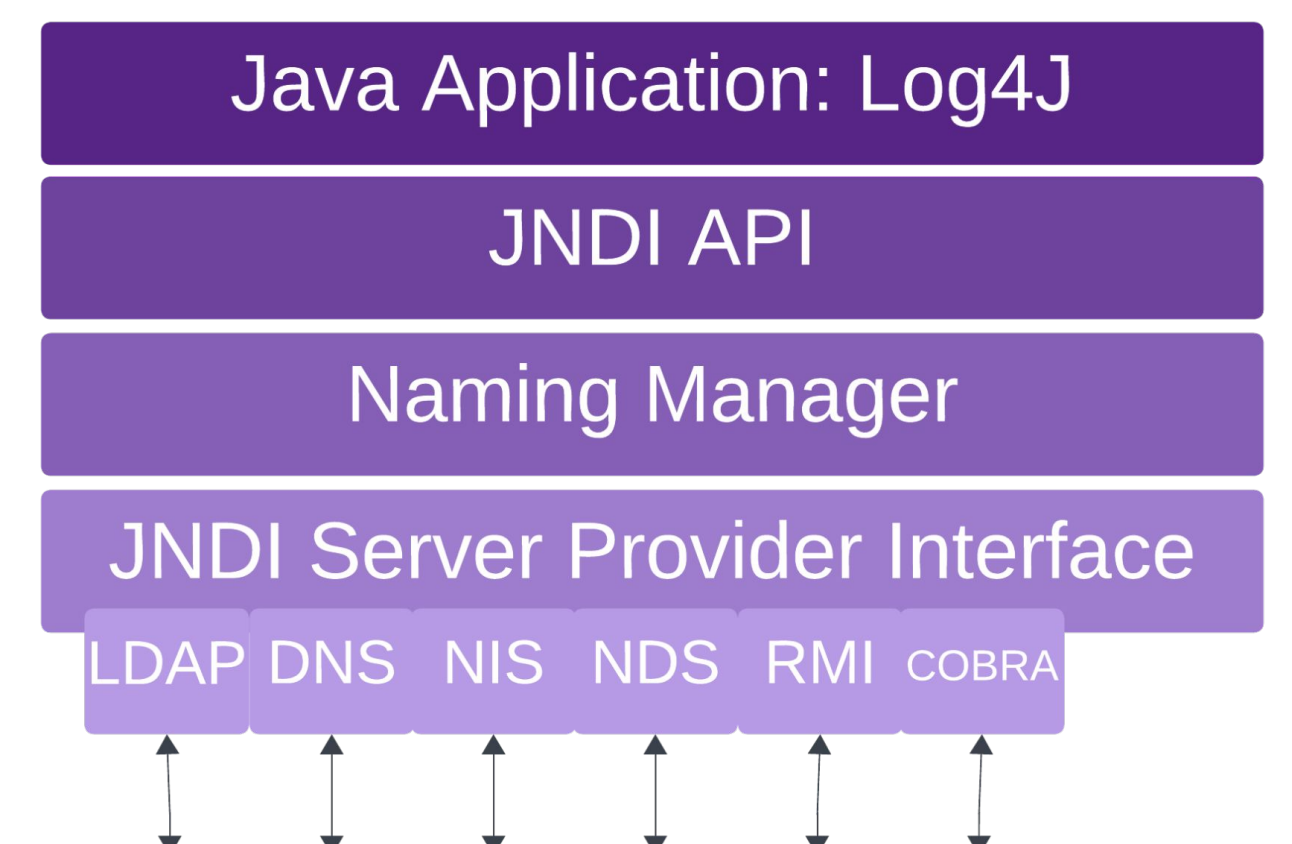 Java Application: Log4J
JNDI API
Naming Manager
JNDI Server Provider Interface
LDAP DNS NIS NDS RMI COBRA